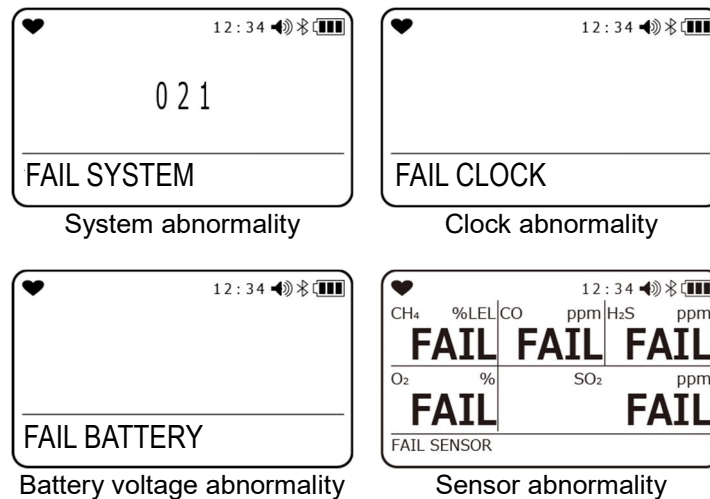 12:34
021
FAIL SYSTEM
System abnormality
12:34
FAIL CLOCK
Clock abnormality
12:34
FAIL BATTERY
Battery voltage abnormality
12:34
CH₄ %LEL CO ppm H₂S ppm
FAIL FAIL FAIL
O₂ % SO₂ ppm
FAIL FAIL
FAIL SENSOR
Sensor abnormality